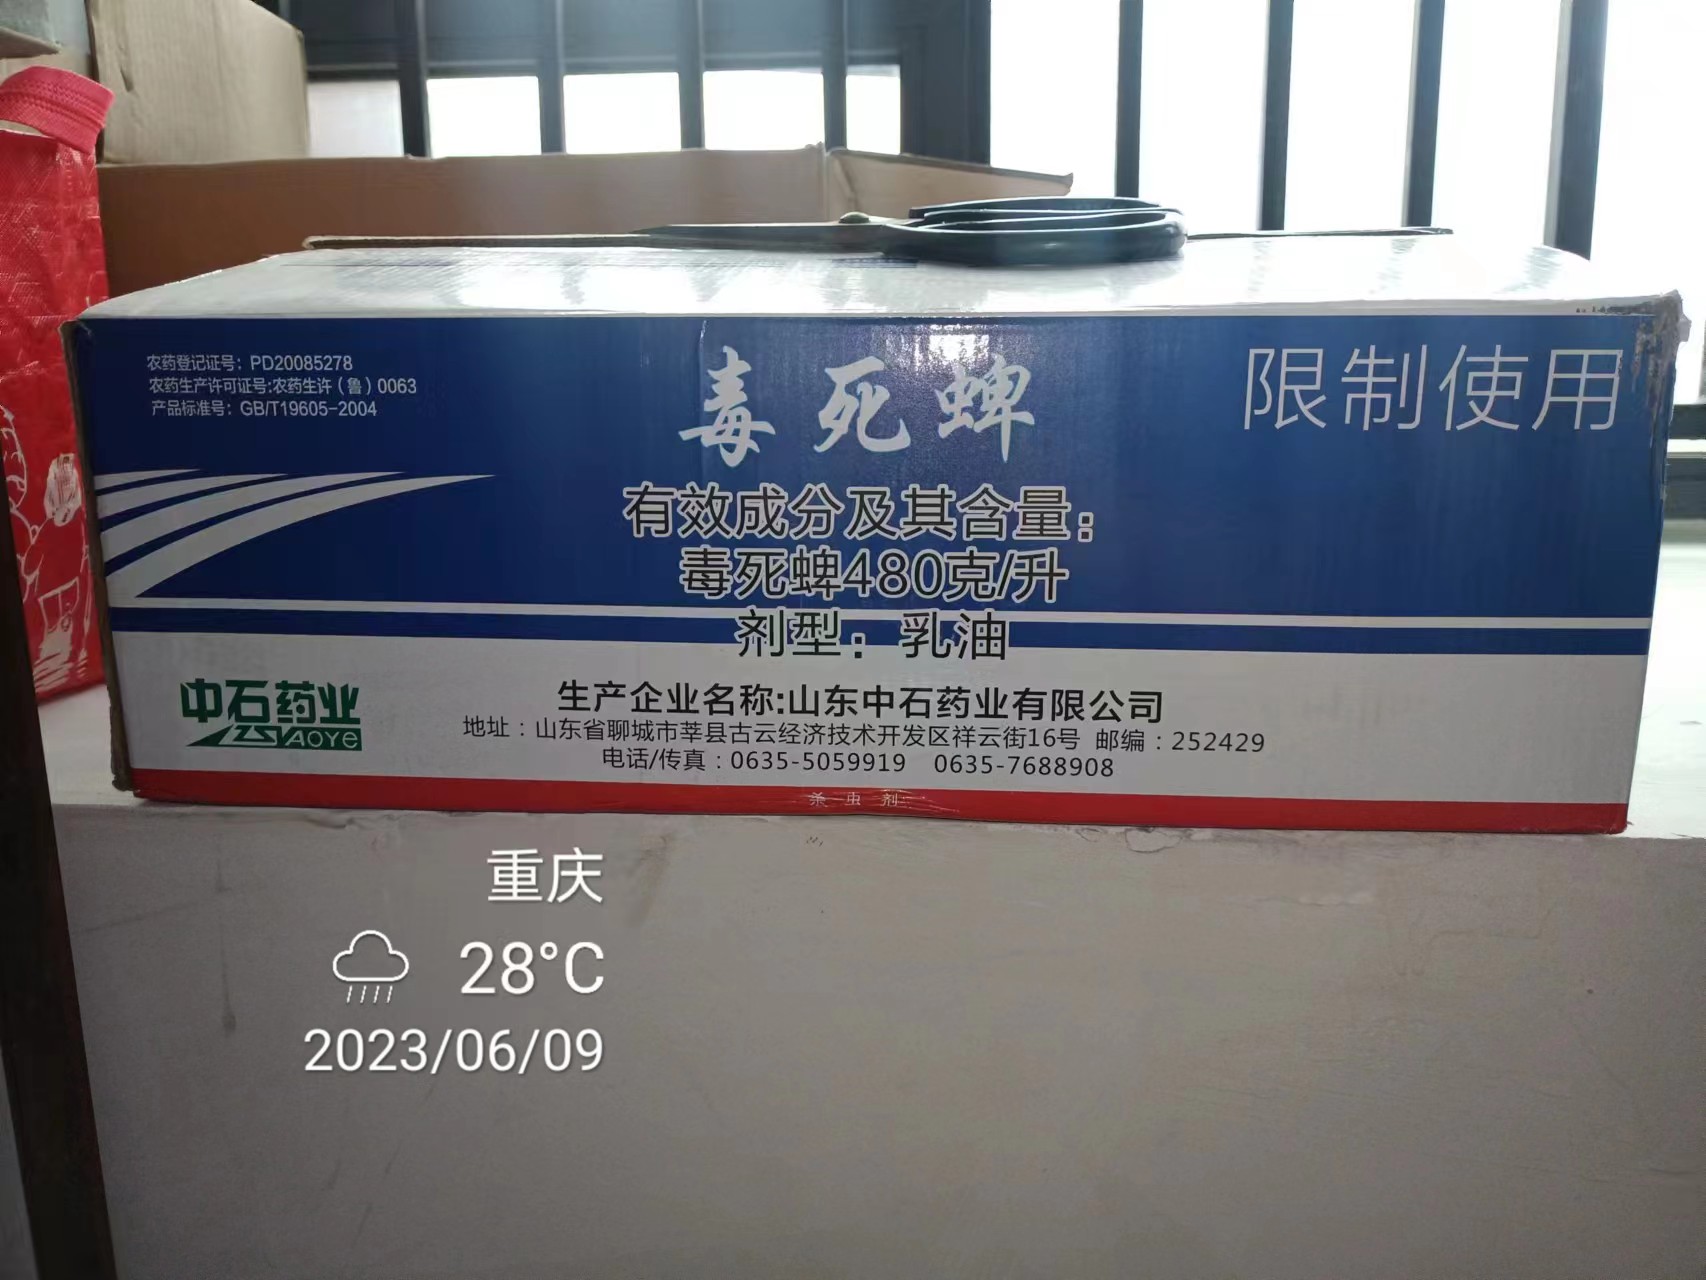 农药登记证号：PD20085278
农药生产许可证号:农药生许（鲁）0063
产品标准号：GB/T19605-2004
毒死蜱
限制使用
有效成分及其含量：
毒死蜱480克/升
剂型：乳油
中石药业
YAOYE
生产企业名称:山东中石药业有限公司
地址：山东省聊城市莘县古云经济技术开发区祥云街16号 邮编：252429
电话/传真：0635-5059919 0635-7688908
杀虫剂
重庆
28°C
2023/06/09